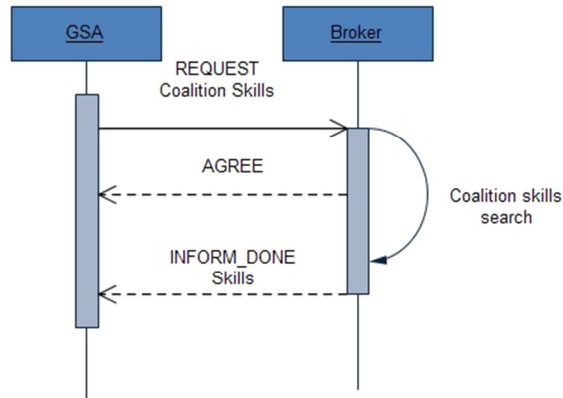 GSA
Broker
REQUEST
Coalition Skills
AGREE
Coalition skills
search
INFORM_DONE
Skills